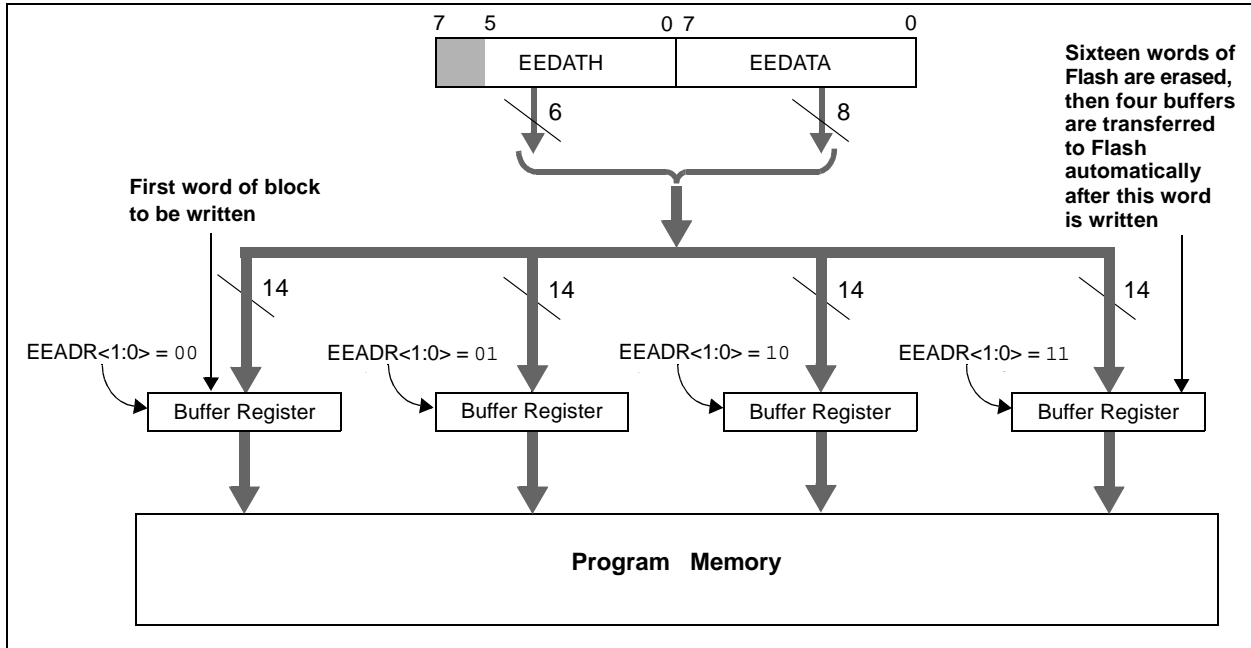 7 5 0 7 0
EEDATH EEDATA
6 8
Sixteen words of
Flash are erased,
then four buffers
are transferred
to Flash
automatically
after this word
is written
First word of block
to be written
14 14 14 14
EEADR<1:0> = 00 EEADR<1:0> = 01 EEADR<1:0> = 10 EEADR<1:0> = 11
Buffer Register Buffer Register Buffer Register Buffer Register
Program Memory